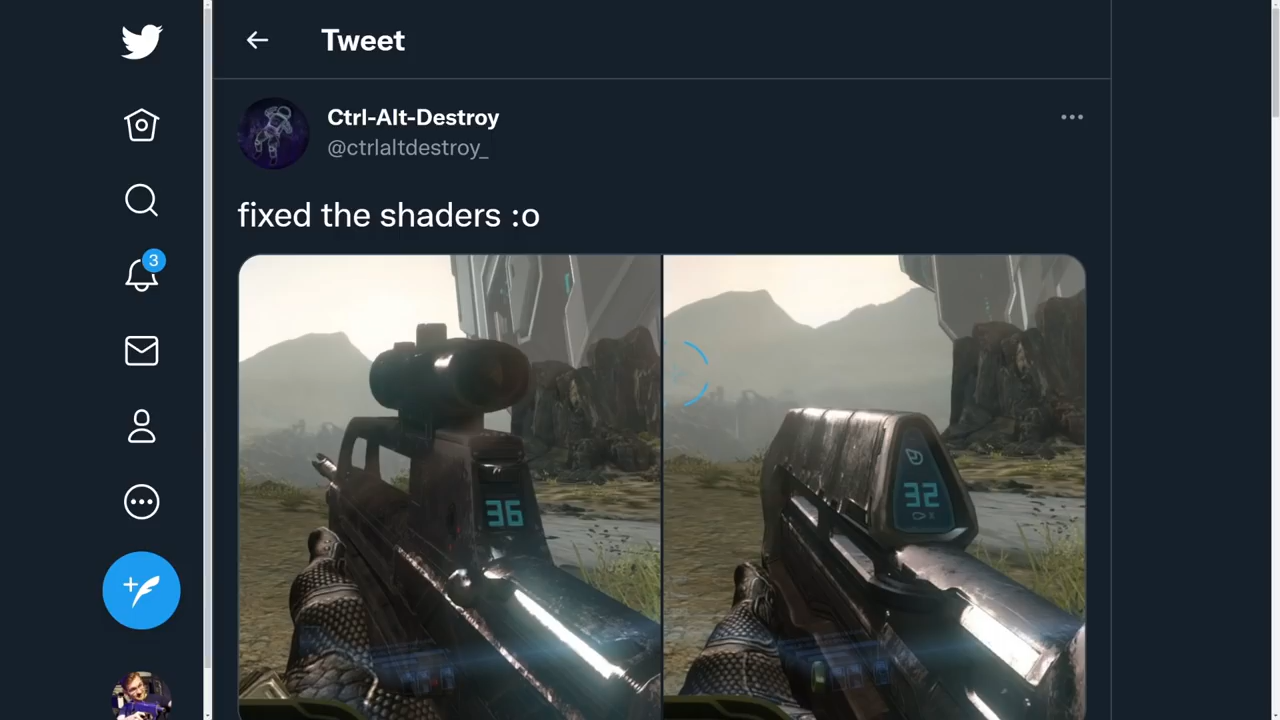 Tweet
Ctrl-Alt-Destroy
@ctrlaltdestroy_
3
fixed the shaders :o
36
32